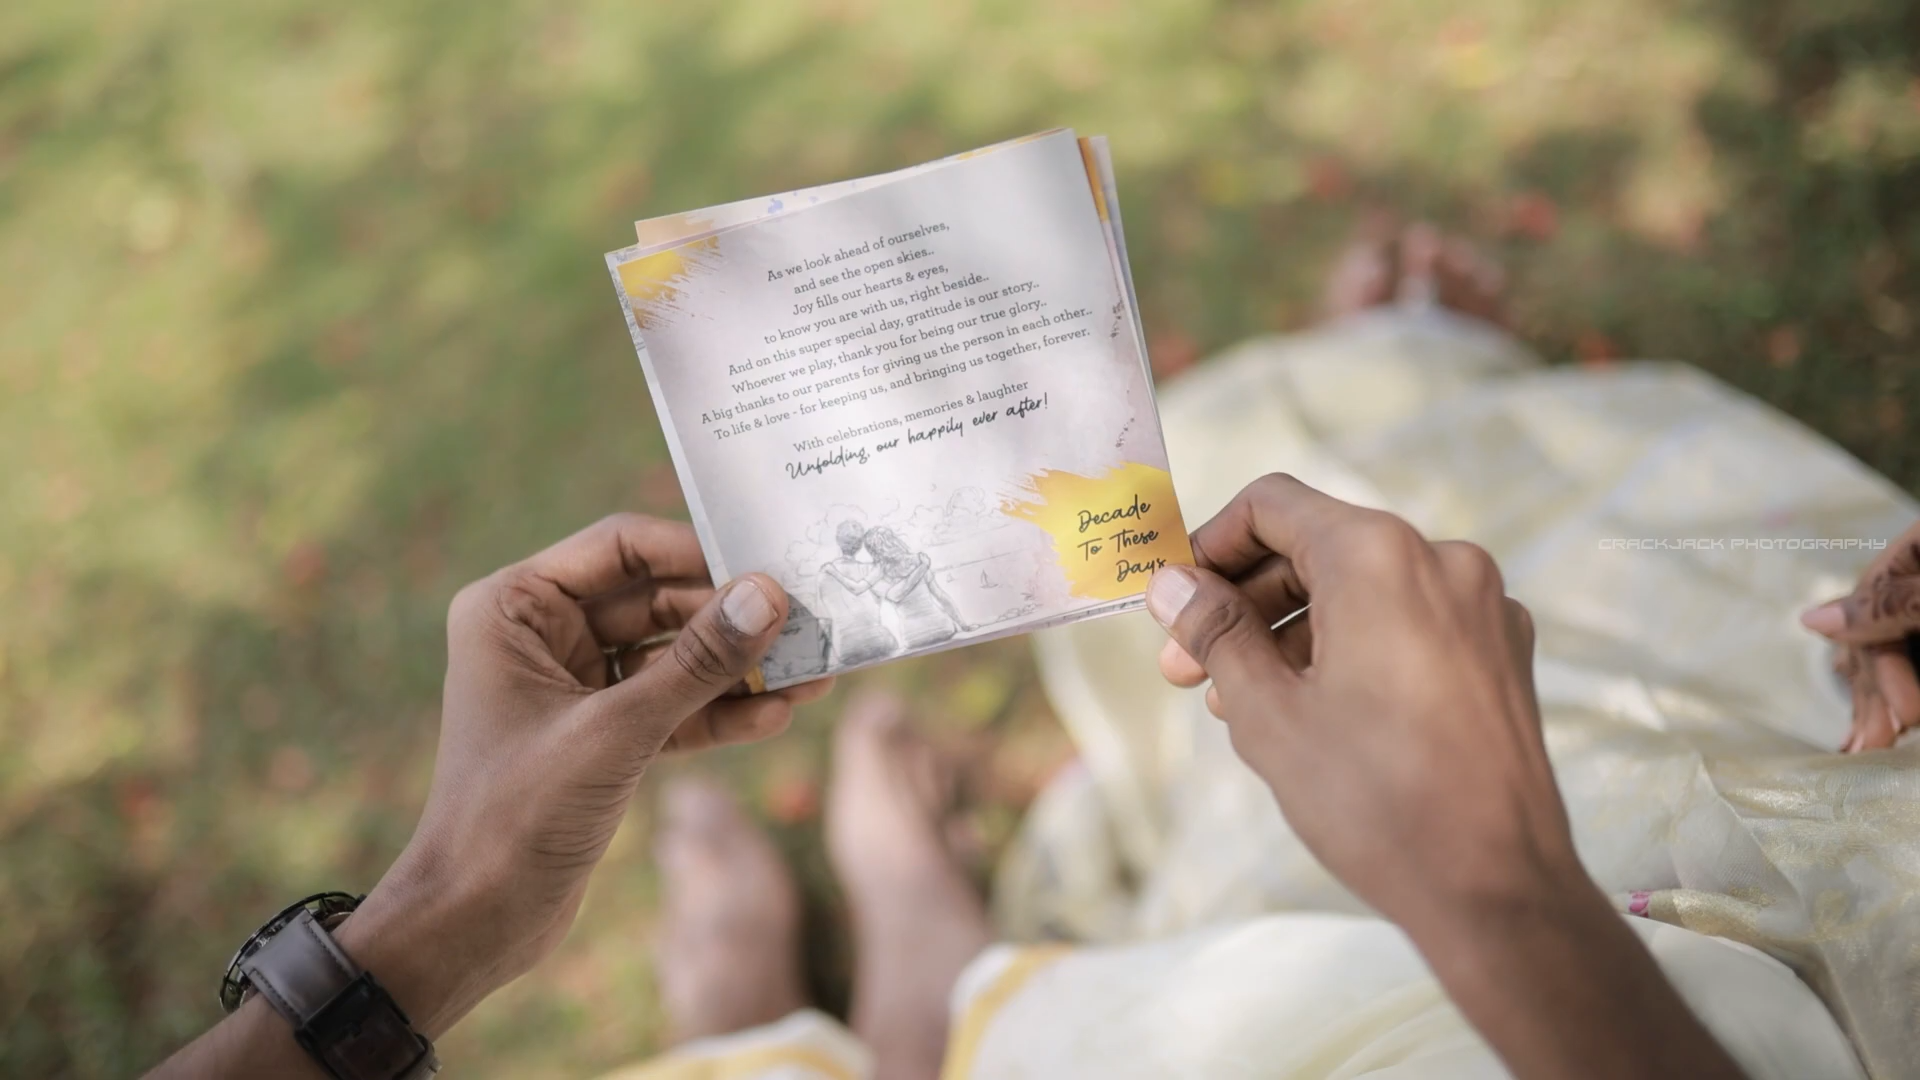 As we look ahead of ourselves,
and see the open skies..
Joy fills our hearts & eyes,
to know you are with us, right beside..
And on this super special day, gratitude is our story..
Whoever we play, thank you for being our true glory..
A big thanks to our parents for giving us the person in each other..
To life & love - for keeping us, and bringing us together, forever.
With celebrations, memories & laughter
Unfolding, our happily ever after!
Decade
To These
Days
CRACKJACK PHOTOGRAPHY